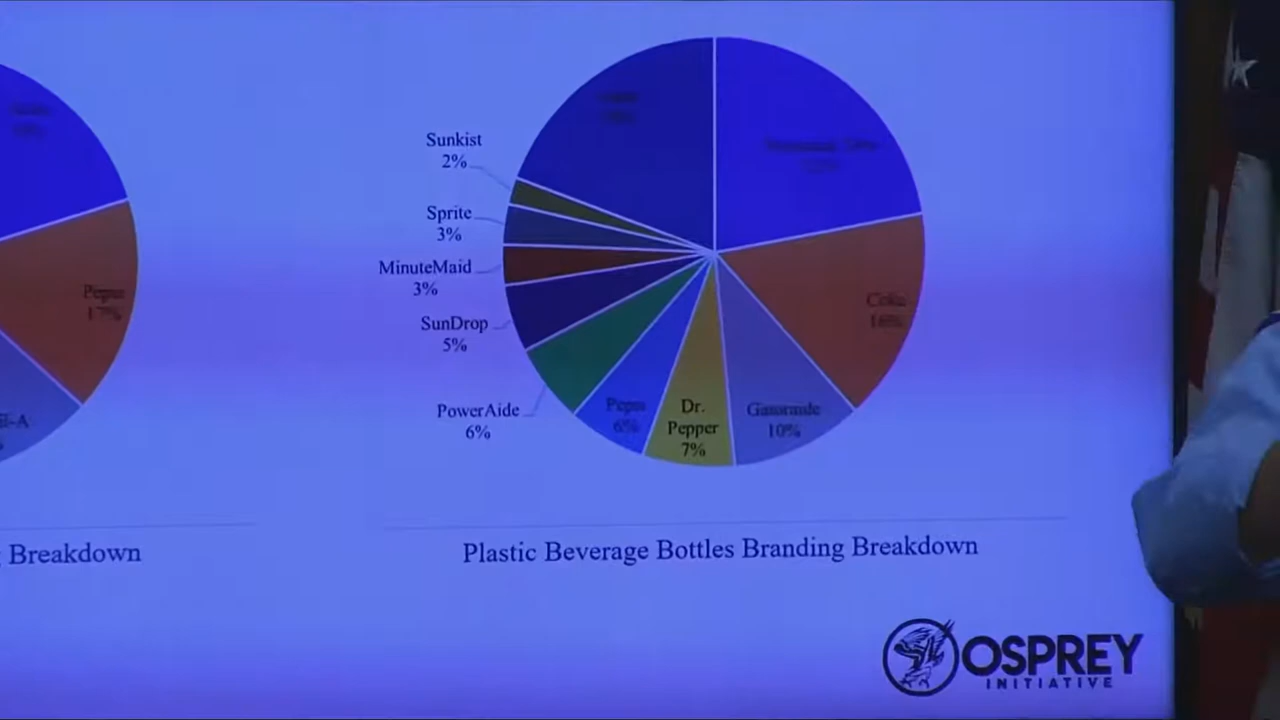 Sunkist
2%
Sprite
3%
MinuteMaid
3%
SunDrop
5%
PowerAide
6%
Pepsi
6%
Dr.
Pepper
7%
Gatorade
10%
Coke
16%
Pepsi
17%
Breakdown
Plastic Beverage Bottles Branding Breakdown
OSPREY
INITIATIVE